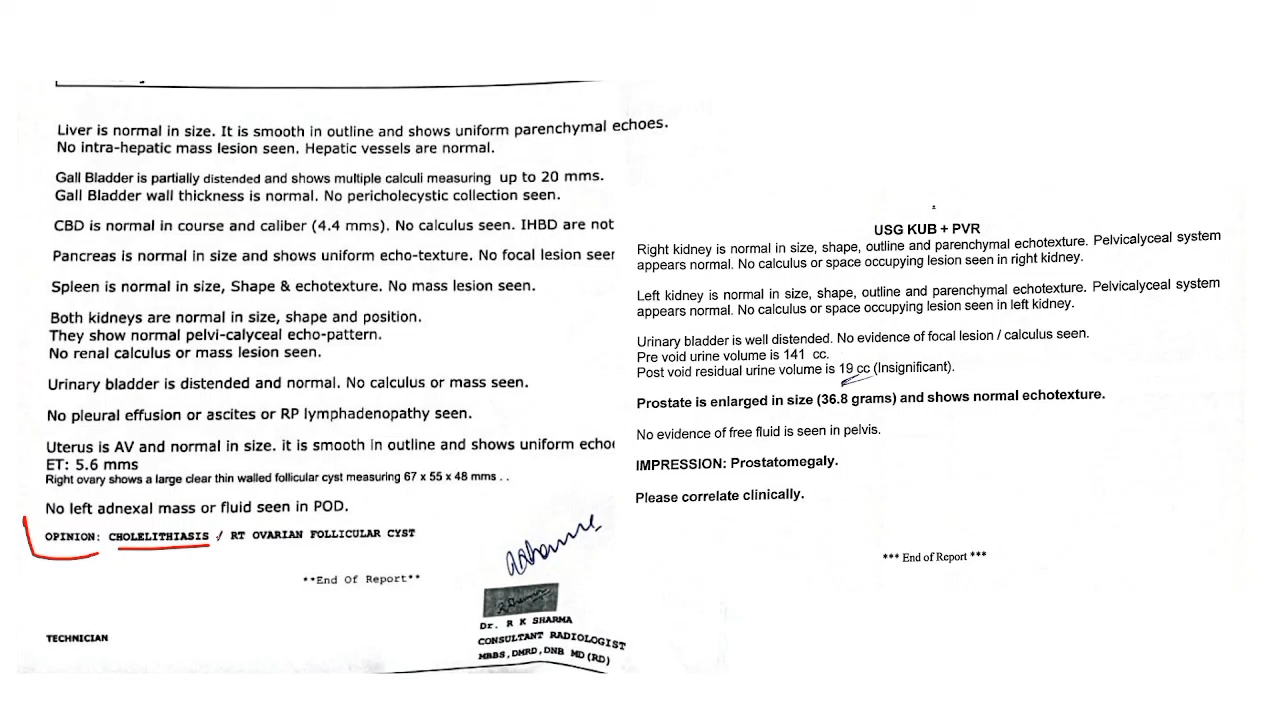 Liver is normal in size. It is smooth in outline and shows uniform parenchymal echoes.
No intra-hepatic mass lesion seen. Hepatic vessels are normal.
Gall Bladder is partially distended and shows multiple calculi measuring up to 20 mms.
Gall Bladder wall thickness is normal. No pericholecystic collection seen.
CBD is normal in course and caliber (4.4 mms). No calculus seen. IHBD are not
Pancreas is normal in size and shows uniform echo-texture. No focal lesion
Spleen is normal in size, Shape & echotexture. No mass lesion seen.
Both kidneys are normal in size, shape and position.
They show normal pelvi-calyceal echo-pattern.
No renal calculus or mass lesion seen.
Urinary bladder is distended and normal. No calculus or mass seen.
No pleural effusion or ascites or RP lymphadenopathy seen.
Uterus is AV and normal in size. it is smooth in outline and shows uniform
ET: 5.6 mms
Right ovary shows a large clear thin walled follicular cyst measuring 67 x 55 x 48 mms . .
No left adnexal mass or fluid seen in POD.
OPINION: CHOLELITHIASIS / RT OVARIAN FOLLICULAR CYST
**End Of Report**
Dr. R K SHARMA
CONSULTANT RADIOLOGIST
MBBS, DMRD, DNB MD (RD)
TECHNICIAN
USG KUB + PVR
Right kidney is normal in size, shape, outline and parenchymal echotexture. Pelvicalyceal system
appears normal. No calculus or space occupying lesion seen in right kidney.
Left kidney is normal in size, shape, outline and parenchymal echotexture. Pelvicalyceal system
appears normal. No calculus or space occupying lesion seen in left kidney.
Urinary bladder is well distended. No evidence of focal lesion / calculus seen.
Pre void urine volume is 141 cc.
Post void residual urine volume is 19 cc (Insignificant).
Prostate is enlarged in size (36.8 grams) and shows normal echotexture.
No evidence of free fluid is seen in pelvis.
IMPRESSION: Prostatomegaly.
Please correlate clinically.
*** End of Report ***